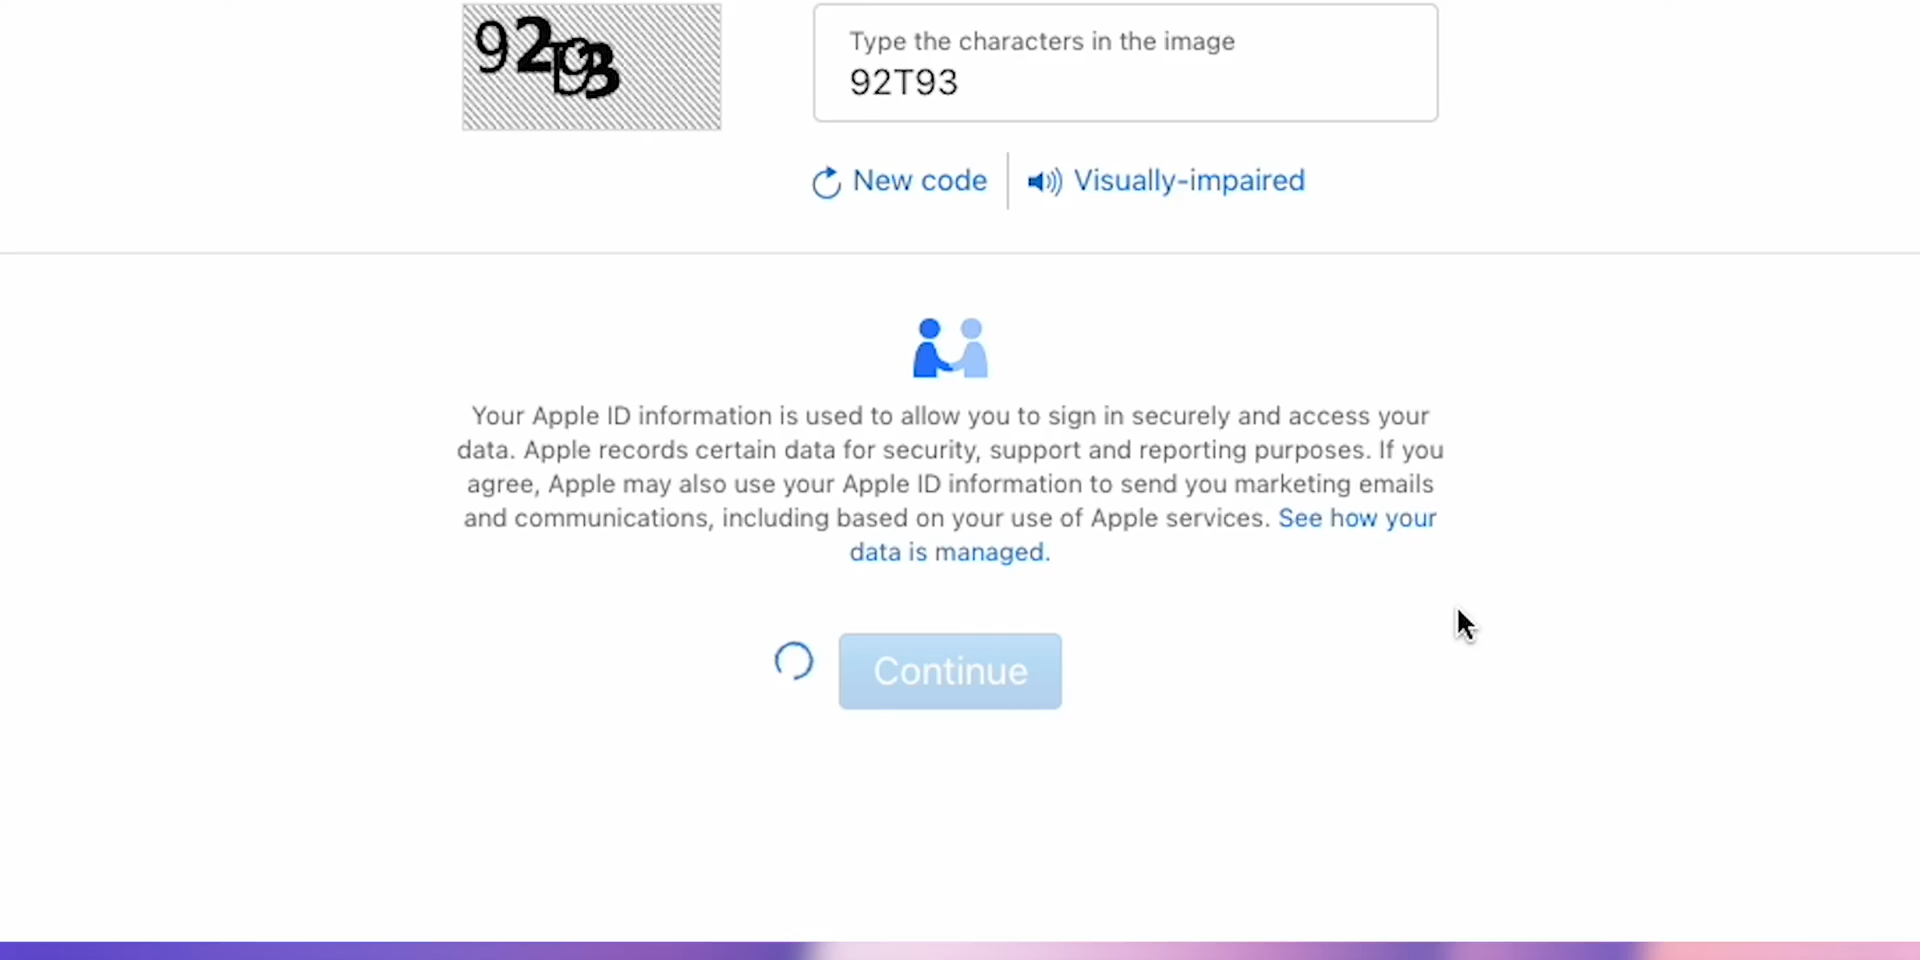 Type the characters in the image
92T93
New code
Visually-impaired
Your Apple ID information is used to allow you to sign in securely and access your
data. Apple records certain data for security, support and reporting purposes. If you
agree, Apple may also use your Apple ID information to send you marketing emails
and communications, including based on your use of Apple services. See how your
data is managed.
Continue